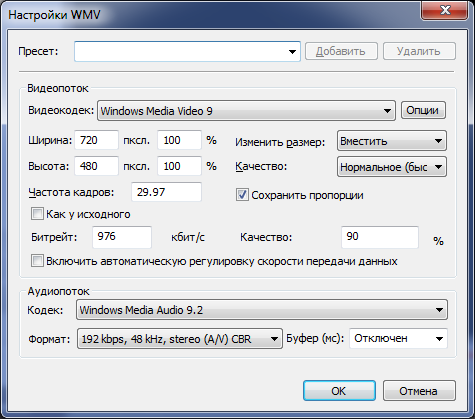 Настройки WMV
Пресет: Добавить Удалить
Видеопоток
Видеокодек: Windows Media Video 9 Опции
Ширина: 720 пксл. 100 % Изменить размер: Вместить
Высота: 480 пксл. 100 % Качество: Нормальное (быс
Частота кадров: 29.97 Сохранить пропорции
Как у исходного
Битрейт: 976 кбит/с Качество: 90 %
Включить автоматическую регулировку скорости передачи данных
Аудиопоток
Кодек: Windows Media Audio 9.2
Формат: 192 kbps, 48 kHz, stereo (A/V) CBR Буфер (мс): Отключен
OK Отмена